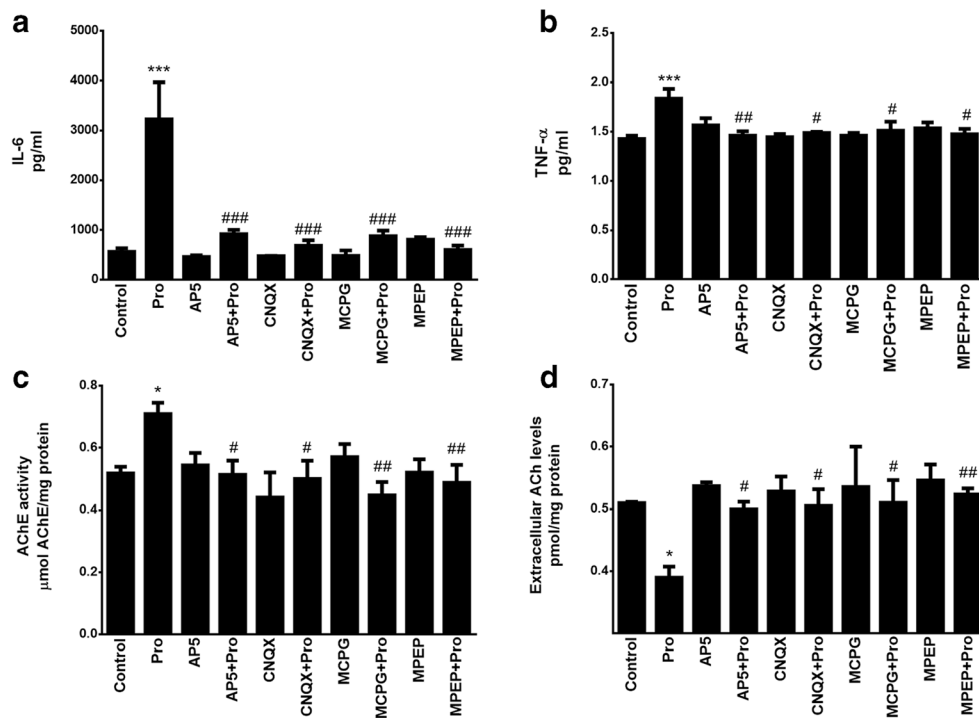 a
IL-6
pg/ml
5000
4000
3000
2000
1000
0
***
###
###
###
###
Control
Pro
AP5
AP5+Pro
CNQX
CNQX+Pro
MCPG
MCPG+Pro
MPEP
MPEP+Pro
b
TNF-α
pg/ml
2.5
2.0
1.5
1.0
***
##
#
#
#
Control
Pro
AP5
AP5+Pro
CNQX
CNQX+Pro
MCPG
MCPG+Pro
MPEP
MPEP+Pro
c
AChE activity
μmol AChE/mg protein
0.8
0.6
0.4
0.2
0.0
*
#
#
##
##
Control
Pro
AP5
AP5+Pro
CNQX
CNQX+Pro
MCPG
MCPG+Pro
MPEP
MPEP+Pro
d
Extracellular ACh levels
pmol/mg protein
0.7
0.6
0.5
0.4
*
#
#
#
##
Control
Pro
AP5
AP5+Pro
CNQX
CNQX+Pro
MCPG
MCPG+Pro
MPEP
MPEP+Pro